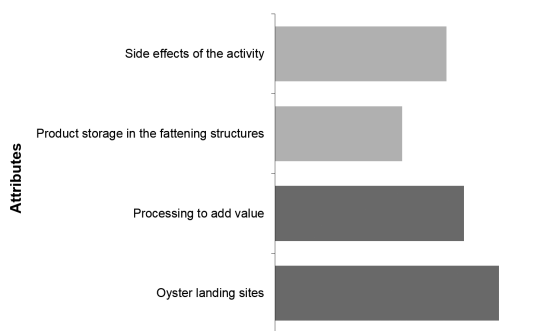 Attributes
Side effects of the activity
Product storage in the fattening structures
Processing to add value
Oyster landing sites